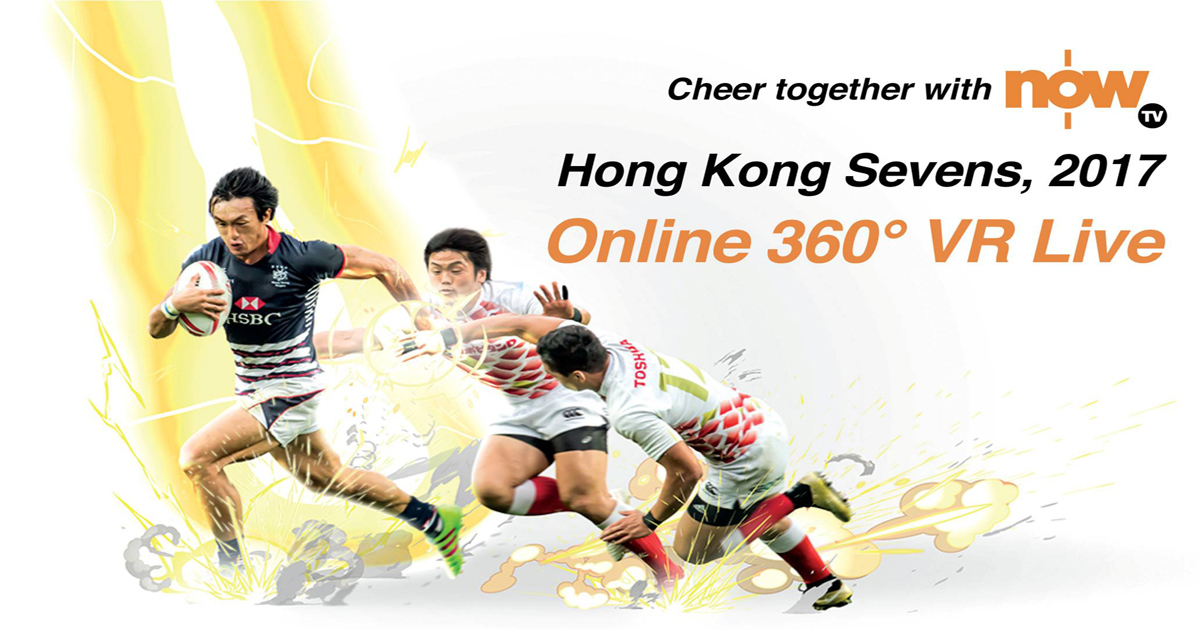 Cheer together with now
TV
Hong Kong Sevens, 2017
Online 360° VR Live
HSBC
TOSHIBA